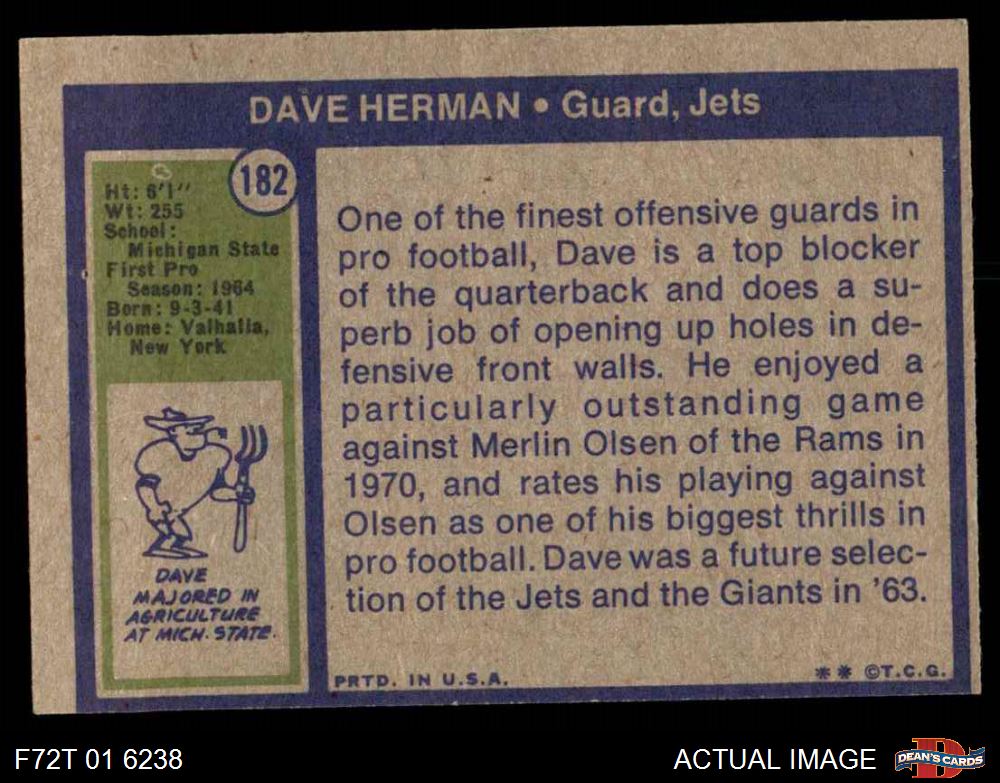 DAVE HERMAN • Guard, Jets
182
Ht: 6'1"
Wt: 255
School:
Michigan State
First Pro
Season: 1964
Born: 9-3-41
Home: Valhalla,
New York
DAVE
MAJORED IN
AGRICULTURE
AT MICH. STATE.
One of the finest offensive guards in
pro football, Dave is a top blocker
of the quarterback and does a su-
perb job of opening up holes in de-
fensive front walls. He enjoyed a
particularly outstanding game
against Merlin Olsen of the Rams in
1970, and rates his playing against
Olsen as one of his biggest thrills in
pro football. Dave was a future selec-
tion of the Jets and the Giants in '63.
PRTD. IN U.S.A.
** ©T.C.G.
F72T 01 6238
ACTUAL IMAGE
D
DEAN'S CARDS